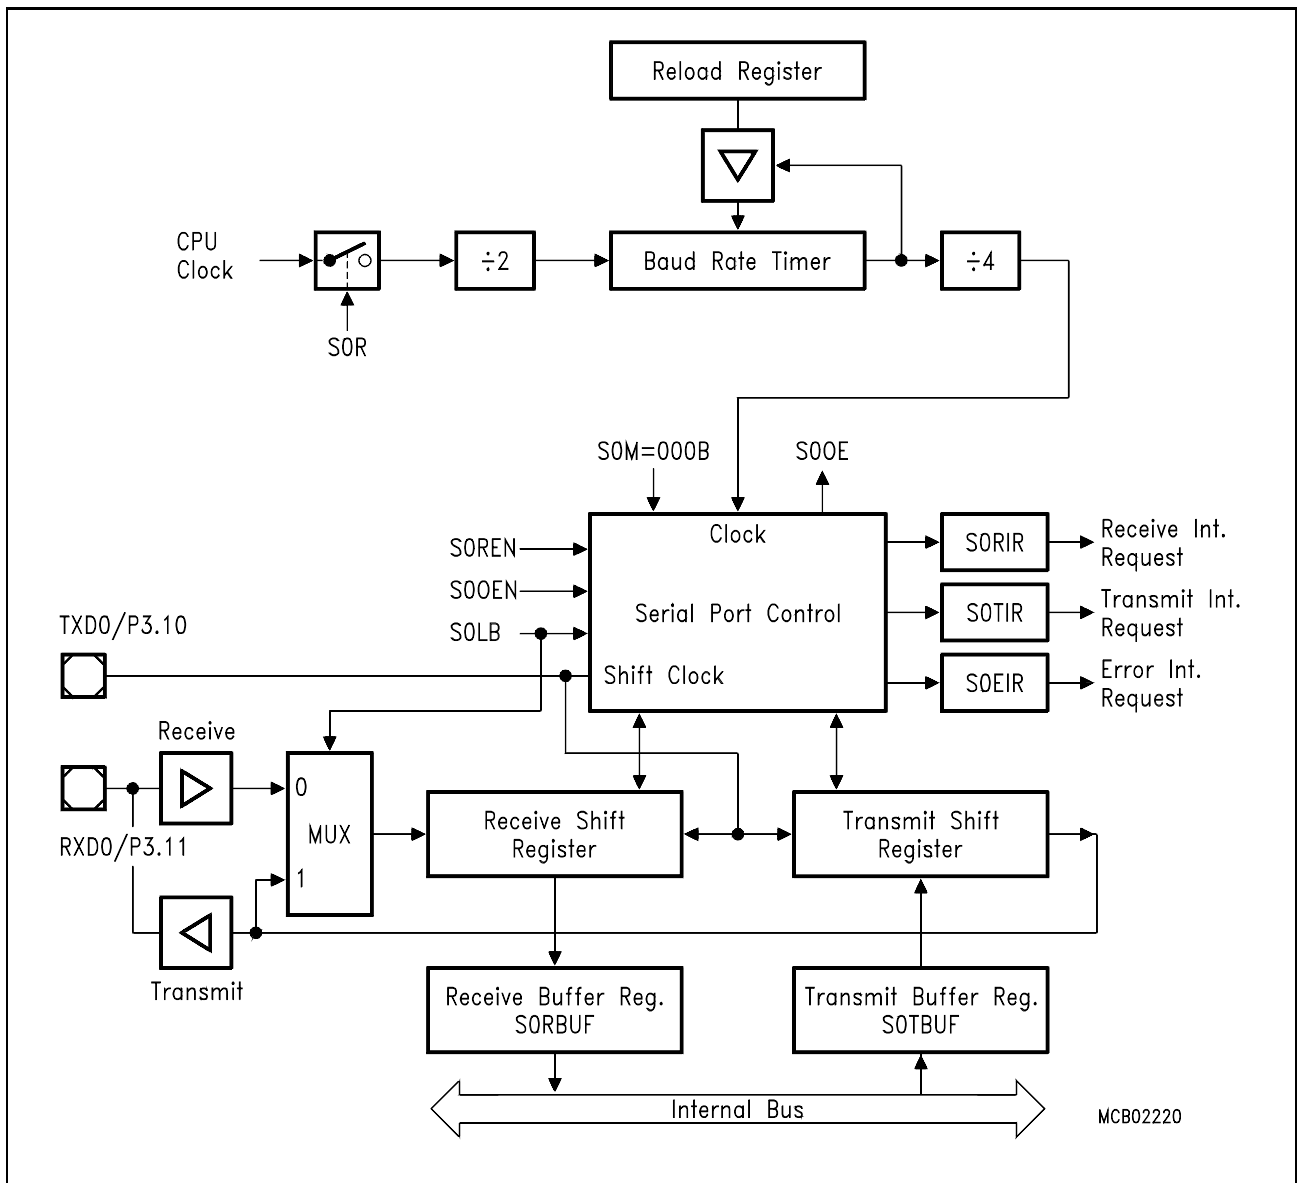 Reload Register
CPU
Clock
÷2
Baud Rate Timer
÷4
S0R
S0M=000B
S0OE
Clock
S0REN
S0OEN
S0LB
Serial Port Control
Shift Clock
S0RIR
Receive Int.
Request
S0TIR
Transmit Int.
Request
S0EIR
Error Int.
Request
TXD0/P3.10
Receive
0
MUX
1
RXD0/P3.11
Transmit
Receive Shift
Register
Transmit Shift
Register
Receive Buffer Reg.
S0RBUF
Transmit Buffer Reg.
S0TBUF
Internal Bus
MCB02220